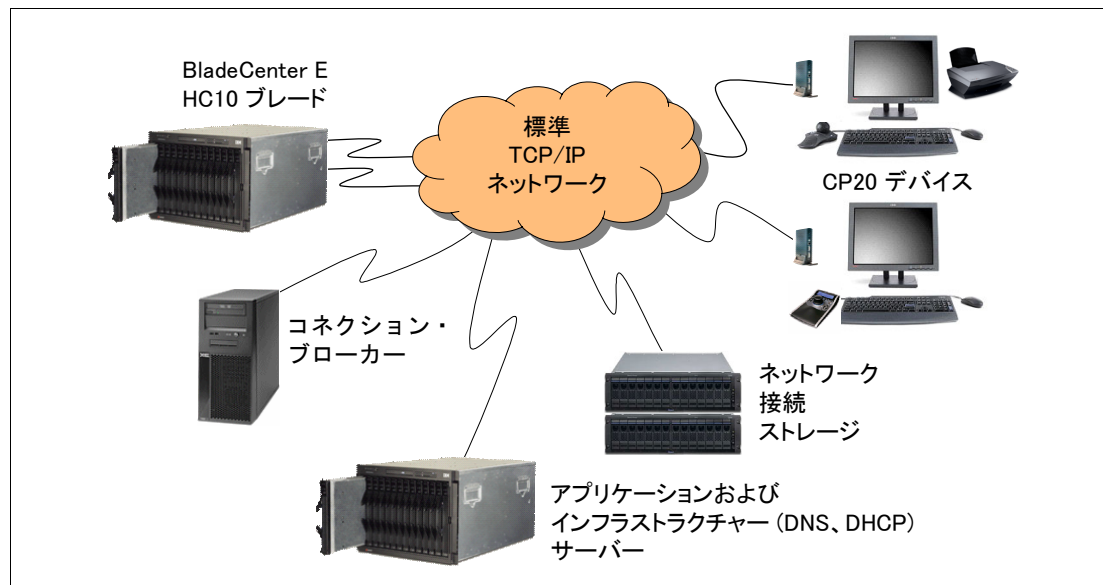 BladeCenter E
HC10 ブレード
標準
TCP/IP
ネットワーク
CP20 デバイス
コネクション・
ブローカー
ネットワーク
接続
ストレージ
アプリケーションおよび
インフラストラクチャー (DNS、DHCP)
サーバー